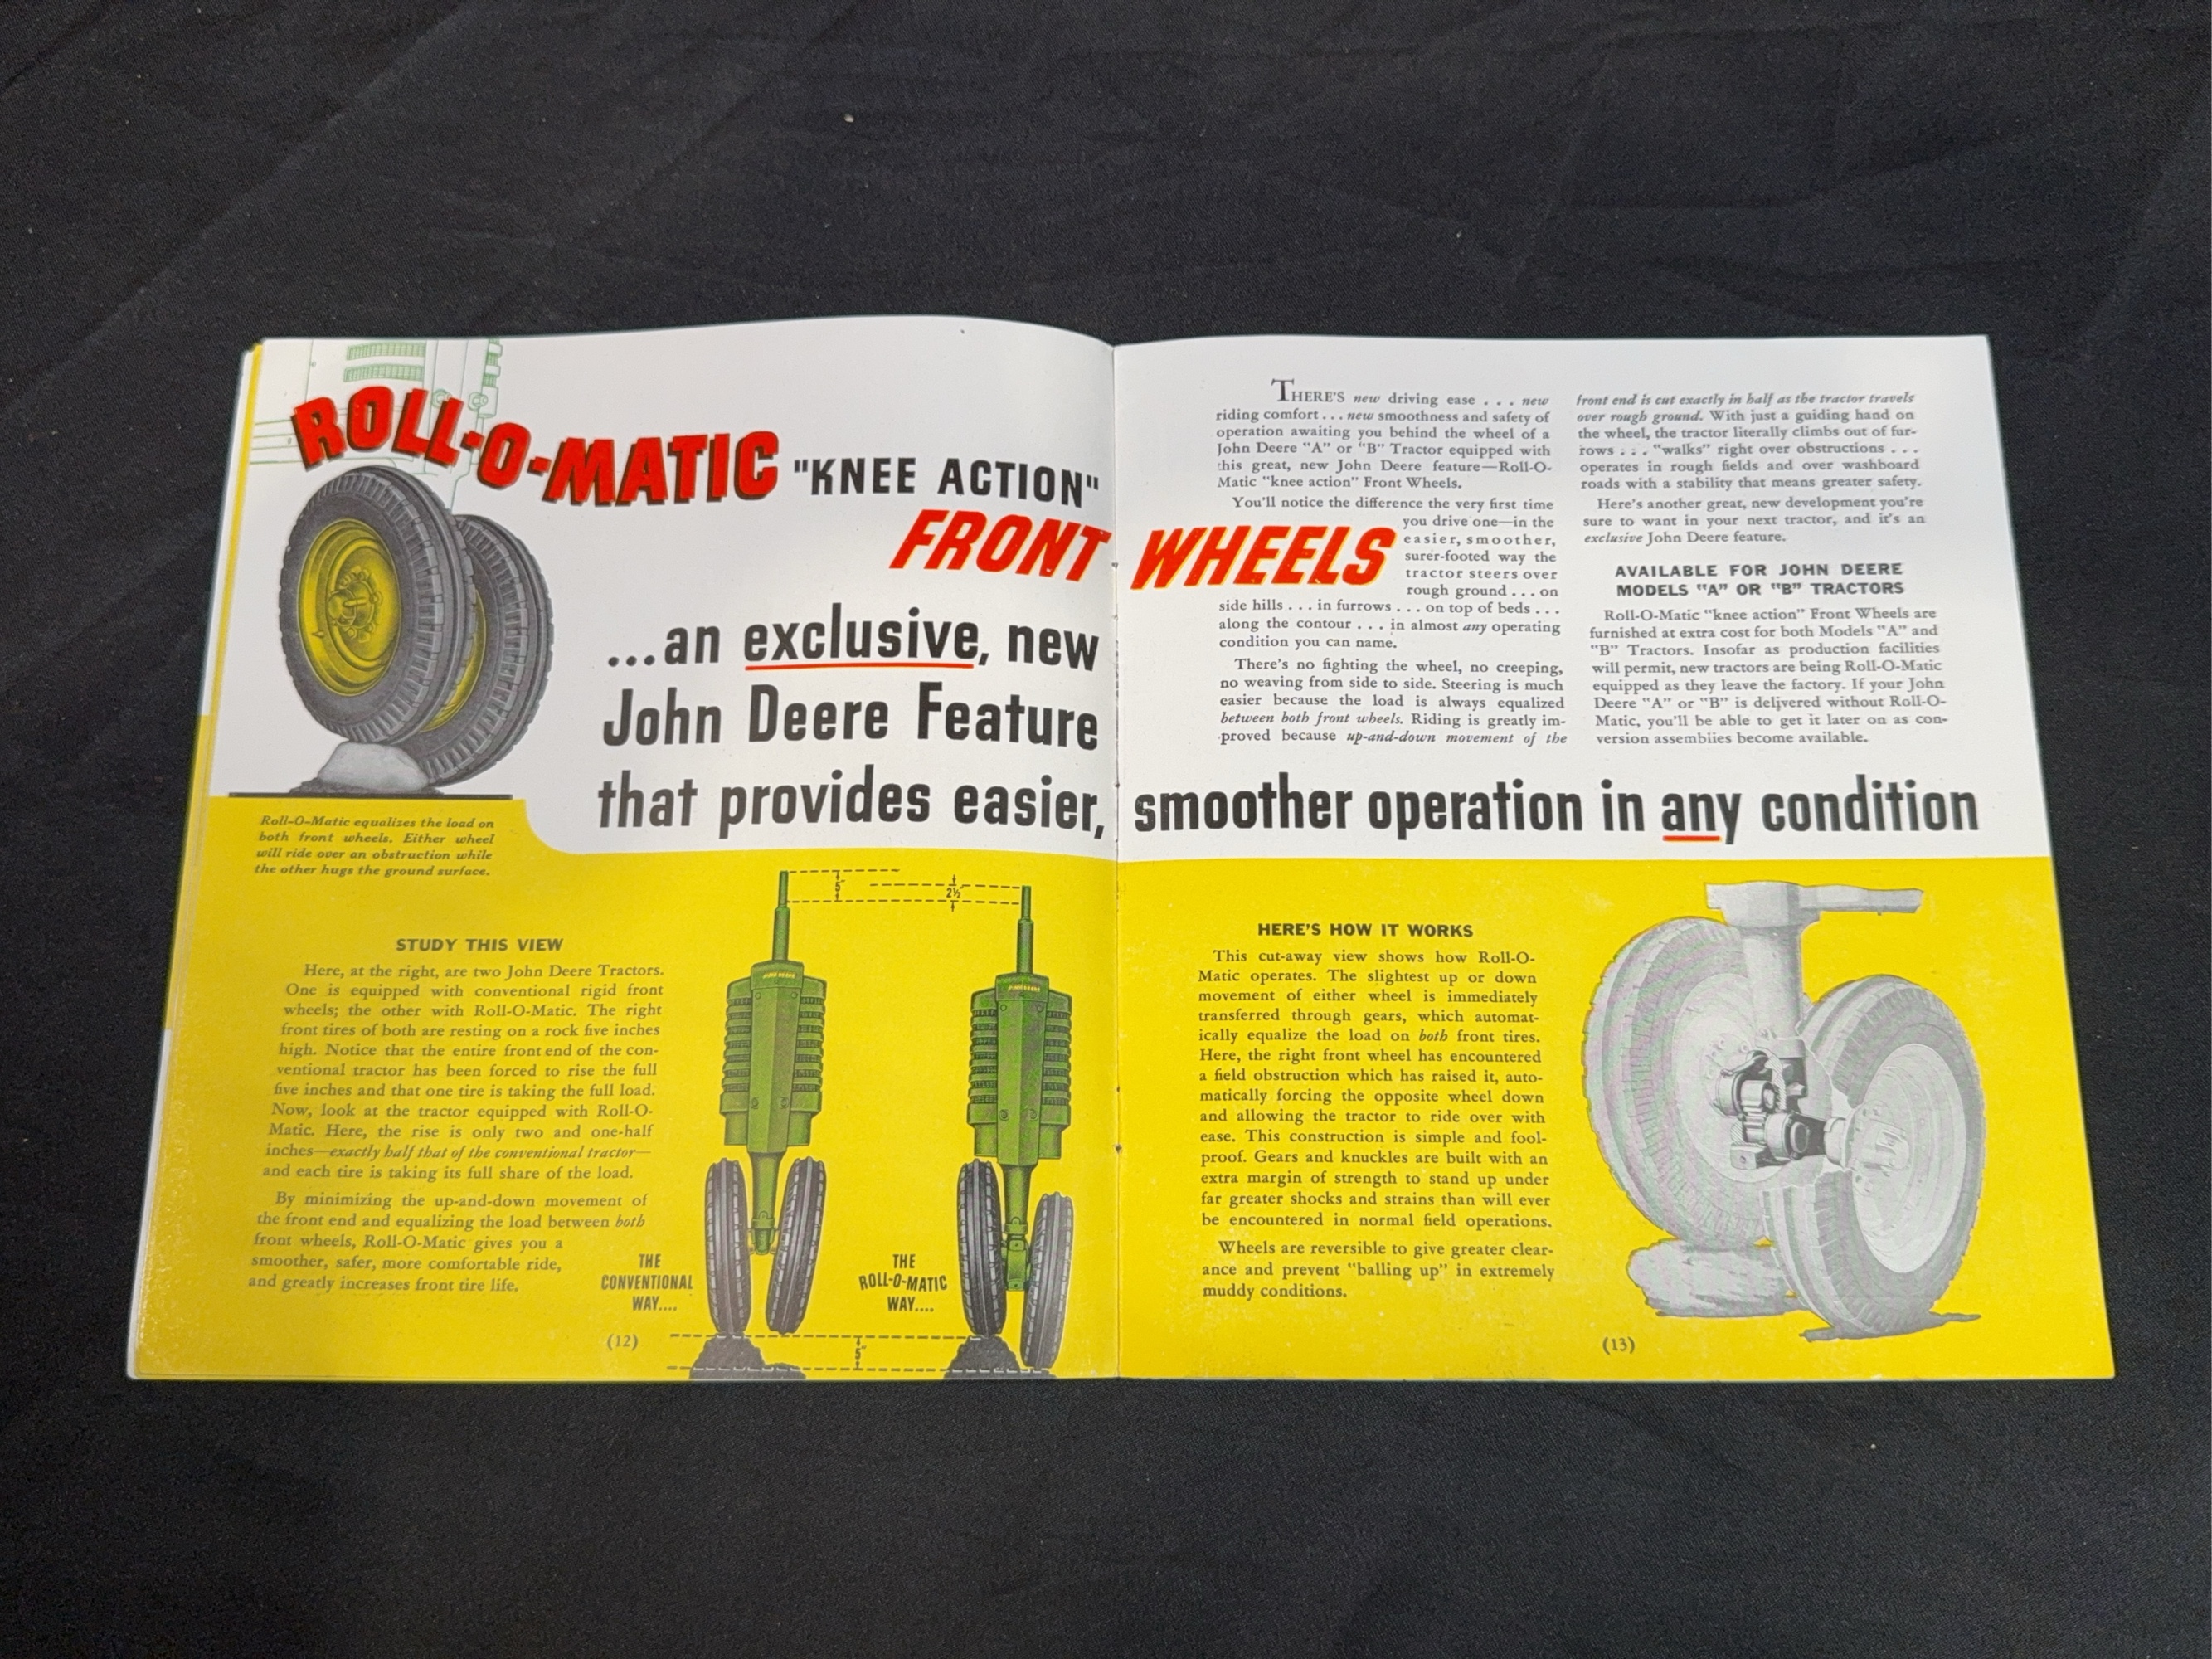 ROLL-O-MATIC "KNEE ACTION"
FRONT WHEELS
...an exclusive, new
John Deere Feature
that provides easier, smoother operation in any condition
Roll-O-Matic equalizes the load on
both front wheels. Either wheel
will ride over an obstruction while
the other hugs the ground surface.
STUDY THIS VIEW
Here, at the right, are two John Deere Tractors.
One is equipped with conventional rigid front
wheels; the other with Roll-O-Matic. The right
front tires of both are resting on a rock five inches
high. Notice that the entire front end of the con-
ventional tractor has been forced to rise the full
five inches and that one tire is taking the full load.
Now, look at the tractor equipped with Roll-O-
Matic. Here, the rise is only two and one-half
inches—exactly half that of the conventional tractor—
and each tire is taking its full share of the load.
By minimizing the up-and-down movement of
the front end and equalizing the load between both
front wheels, Roll-O-Matic gives you a
smoother, safer, more comfortable ride,
and greatly increases front tire life.
5"
2½"
THE
CONVENTIONAL
WAY....
THE
ROLL-O-MATIC
WAY....
5"
(12)
THERE'S new driving ease . . . new
riding comfort . . . new smoothness and safety of
operation awaiting you behind the wheel of a
John Deere "A" or "B" Tractor equipped with
this great, new John Deere feature—Roll-O-
Matic "knee action" Front Wheels.
You'll notice the difference the very first time
you drive one—in the
easier, smoother,
surer-footed way the
tractor steers over
rough ground . . . on
side hills . . . in furrows . . . on top of beds . . .
along the contour . . . in almost any operating
condition you can name.
There's no fighting the wheel, no creeping,
no weaving from side to side. Steering is much
easier because the load is always equalized
between both front wheels. Riding is greatly im-
proved because up-and-down movement of the
front end is cut exactly in half as the tractor travels
over rough ground. With just a guiding hand on
the wheel, the tractor literally climbs out of fur-
rows . . . "walks" right over obstructions . . .
operates in rough fields and over washboard
roads with a stability that means greater safety.
Here's another great, new development you're
sure to want in your next tractor, and it's an
exclusive John Deere feature.
AVAILABLE FOR JOHN DEERE
MODELS "A" OR "B" TRACTORS
Roll-O-Matic "knee action" Front Wheels are
furnished at extra cost for both Models "A" and
"B" Tractors. Insofar as production facilities
will permit, new tractors are being Roll-O-Matic
equipped as they leave the factory. If your John
Deere "A" or "B" is delivered without Roll-O-
Matic, you'll be able to get it later on as con-
version assemblies become available.
HERE'S HOW IT WORKS
This cut-away view shows how Roll-O-
Matic operates. The slightest up or down
movement of either wheel is immediately
transferred through gears, which automat-
ically equalize the load on both front tires.
Here, the right front wheel has encountered
a field obstruction which has raised it, auto-
matically forcing the opposite wheel down
and allowing the tractor to ride over with
ease. This construction is simple and fool-
proof. Gears and knuckles are built with an
extra margin of strength to stand up under
far greater shocks and strains than will ever
be encountered in normal field operations.
Wheels are reversible to give greater clear-
ance and prevent "balling up" in extremely
muddy conditions.
(13)